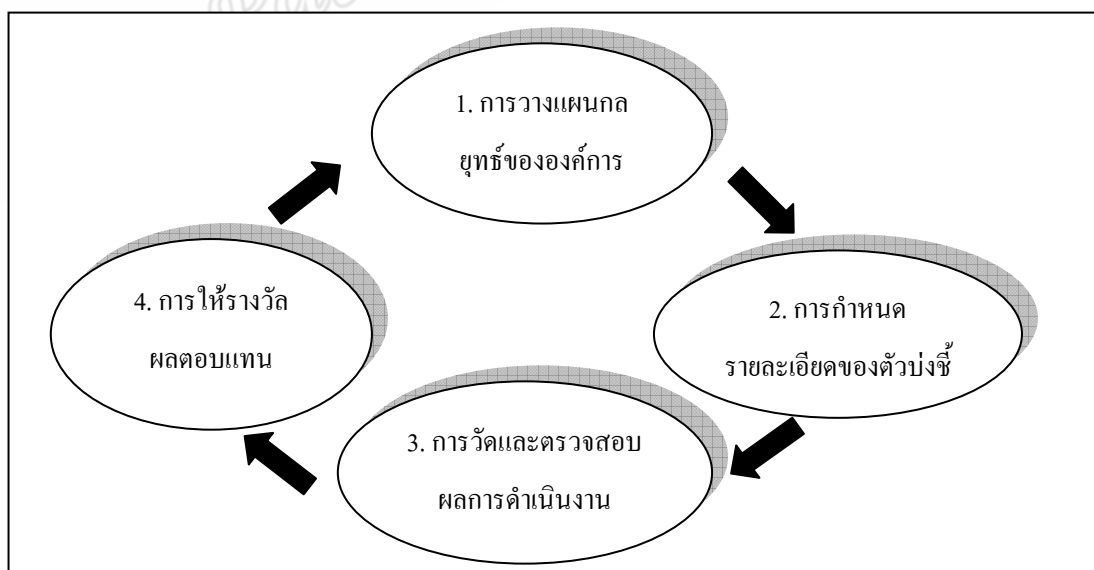 1. การวางแผนกล
ยุทธ์ขององค์การ
2. การกำหนด
รายละเอียดของตัวบ่งชี้
3. การวัดและตรวจสอบ
ผลการดำเนินงาน
4. การให้รางวัล
ผลตอบแทน